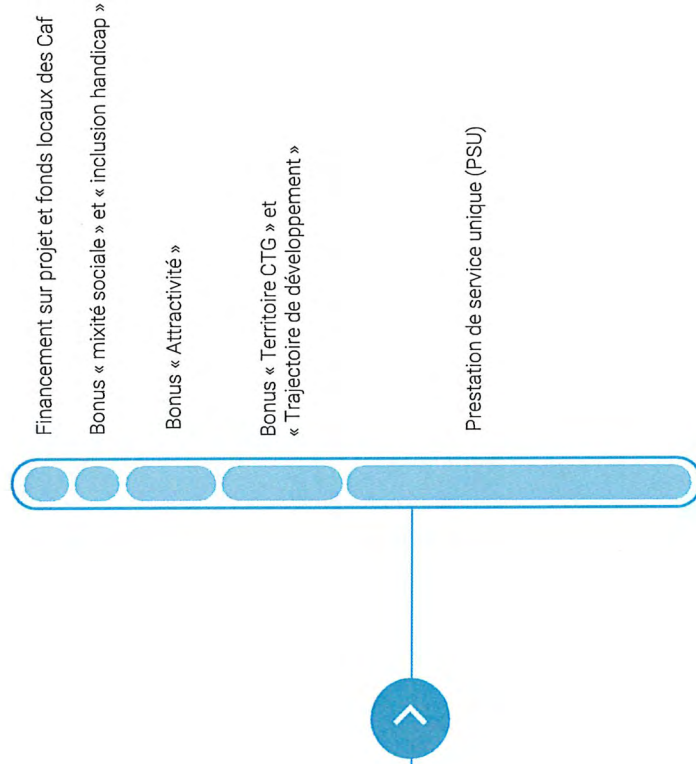 Financement sur projet et fonds locaux des Caf
Bonus « mixité sociale » et « inclusion handicap »
Bonus « Attractivité »
Bonus « Territoire CTG » et
« Trajectoire de développement »
Prestation de service unique (PSU)